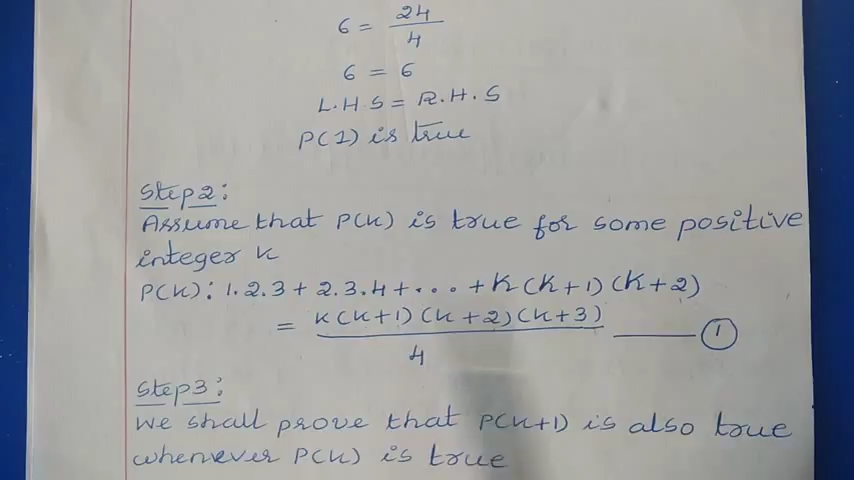 6 = 24/4
6 = 6
L.H.S = R.H.S
P(1) is true
Step2:
Assume that P(K) is true for some positive
integer K
P(K): 1.2.3 + 2.3.4 + ... + K(K+1)(K+2)
= K(K+1)(K+2)(K+3)/4 —— ①
Step3:
We shall prove that P(K+1) is also true
whenever P(K) is true